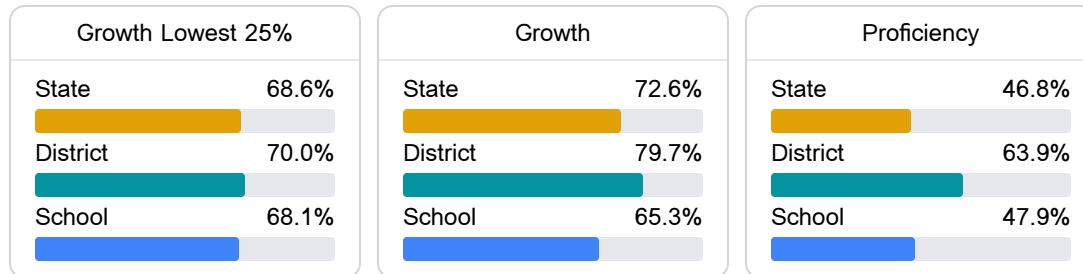 Growth Lowest 25%
State 68.6%
District 70.0%
School 68.1%
Growth
State 72.6%
District 79.7%
School 65.3%
Proficiency
State 46.8%
District 63.9%
School 47.9%